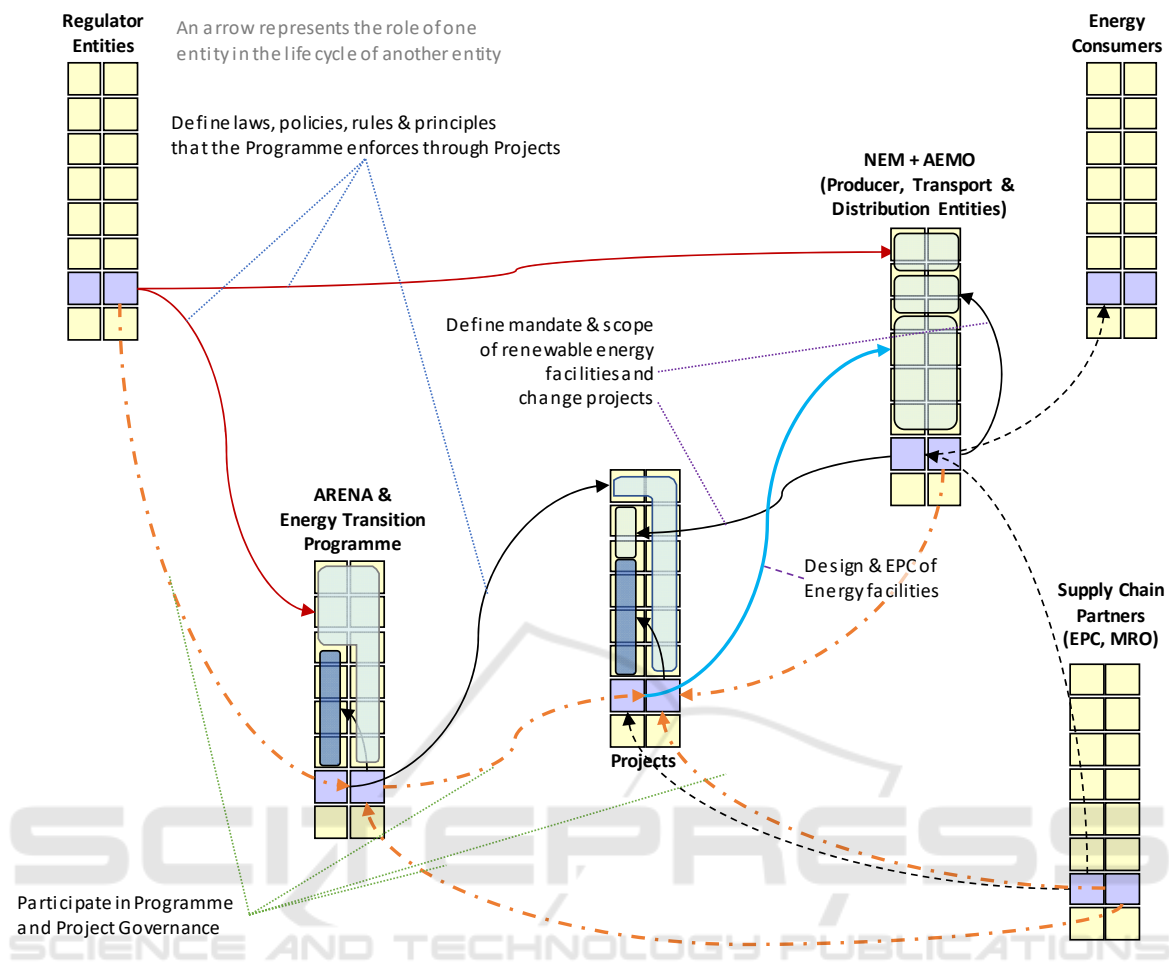 Regulator
Entities
An arrow represents the role of one
entity in the life cycle of another entity
Energy
Consumers
Define laws, policies, rules & principles
that the Programme enforces through Projects
NEM + AEMO
(Producer, Transport &
Distribution Entities)
Define mandate & scope
of renewable energy
facilities and
change projects
ARENA &
Energy Transition
Programme
Design & EPC of
Energy facilities
Supply Chain
Partners
(EPC, MRO)
Projects
Participate in Programme
and Project Governance
SCITEPRESS
SCIENCE AND TECHNOLOGY PUBLICATIONS